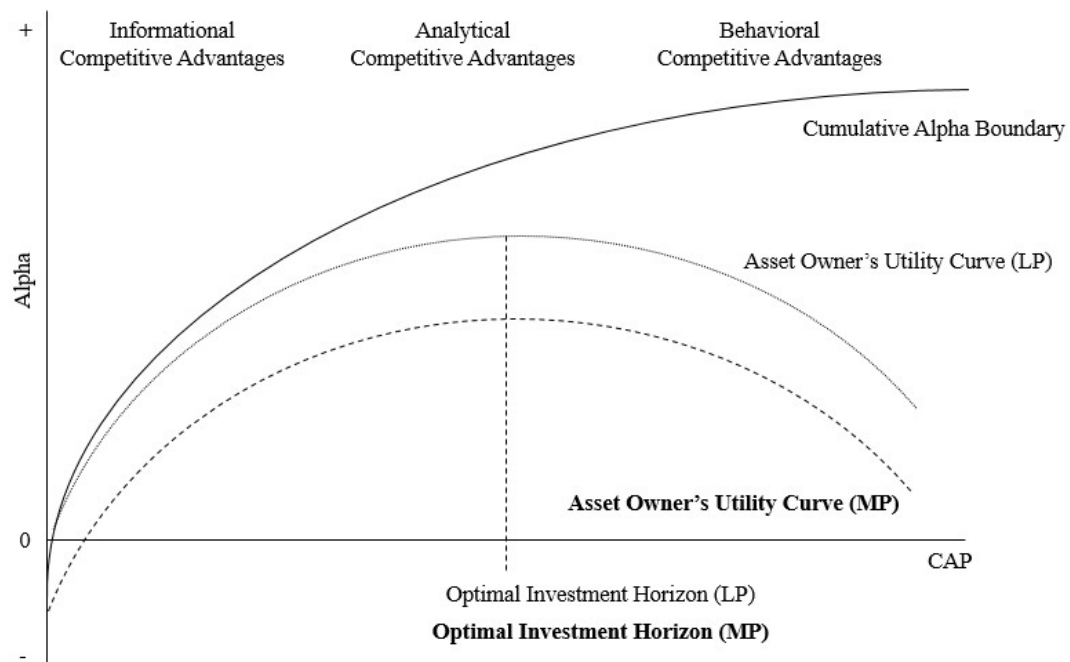 +
Informational
Competitive Advantages
Analytical
Competitive Advantages
Behavioral
Competitive Advantages
Cumulative Alpha Boundary
Alpha
Asset Owner’s Utility Curve (LP)
Asset Owner’s Utility Curve (MP)
0
CAP
Optimal Investment Horizon (LP)
Optimal Investment Horizon (MP)
-